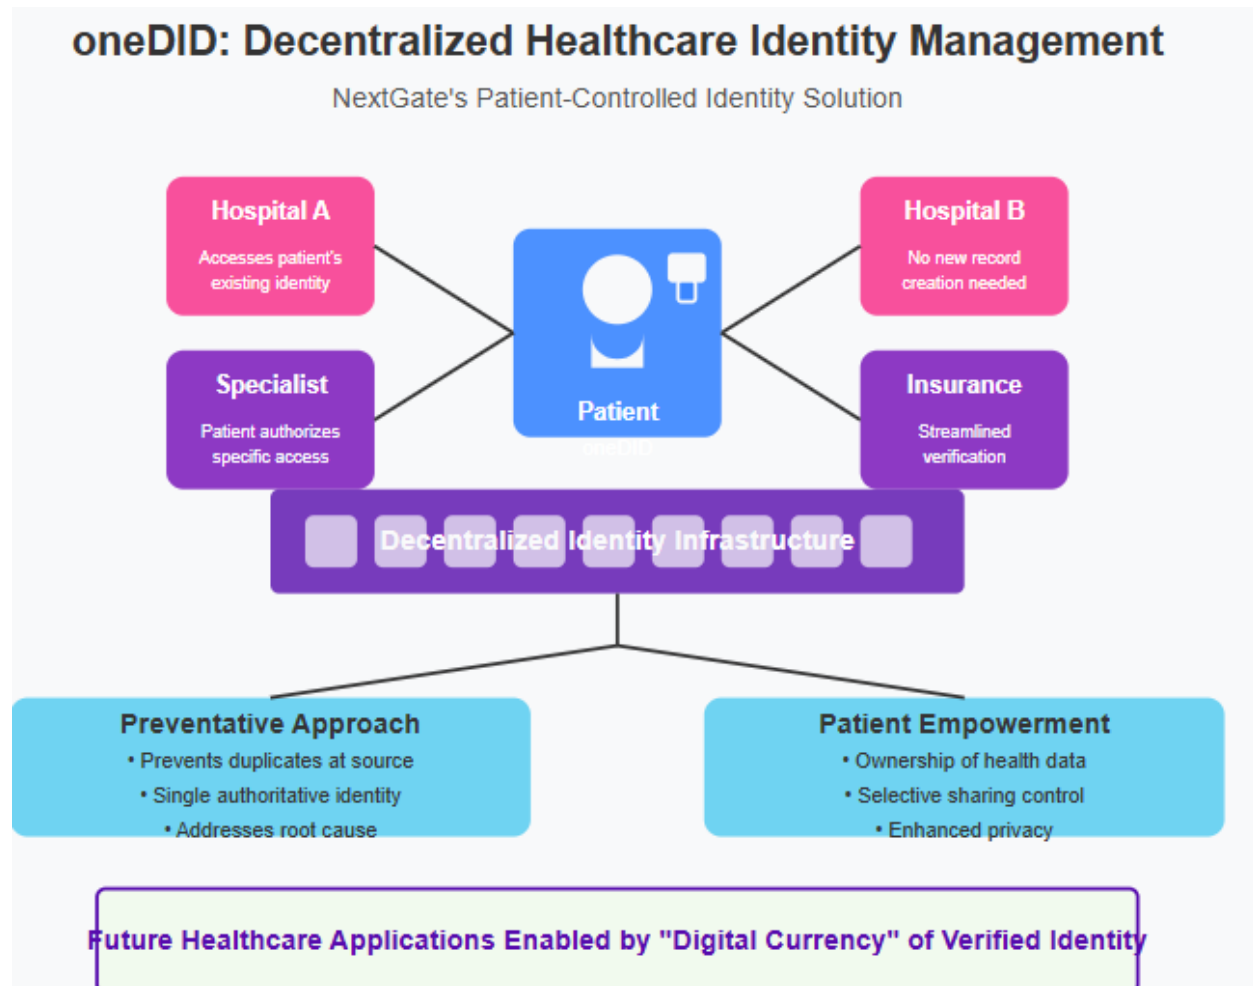 oneDID: Decentralized Healthcare Identity Management
NextGate's Patient-Controlled Identity Solution
Hospital A
Accesses patient's
existing identity
Hospital B
No new record
creation needed
Patient
oneDID
Specialist
Patient authorizes
specific access
Insurance
Streamlined
verification
Decentralized Identity Infrastructure
Preventative Approach
• Prevents duplicates at source
• Single authoritative identity
• Addresses root cause
Patient Empowerment
• Ownership of health data
• Selective sharing control
• Enhanced privacy
Future Healthcare Applications Enabled by "Digital Currency" of Verified Identity